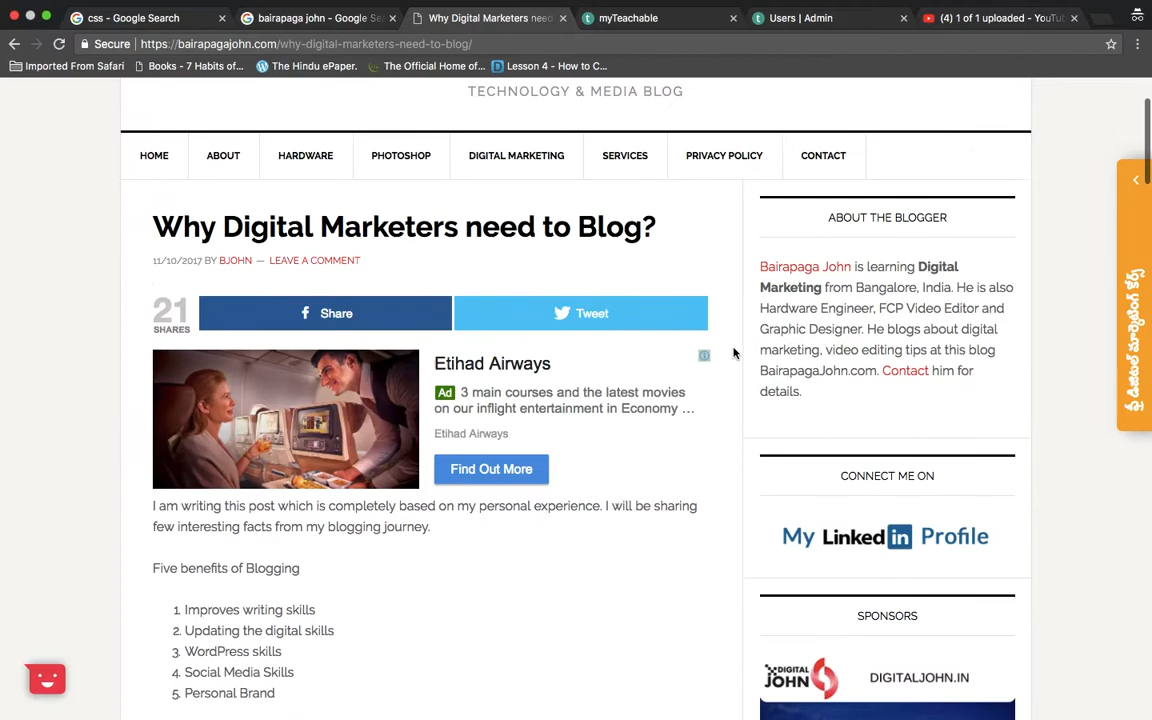 css - Google Search
bairapaga john - Google Sea
Why Digital Marketers need
myTeachable
Users | Admin
(4) 1 of 1 uploaded - YouTu
Secure | https://bairapagajohn.com/why-digital-marketers-need-to-blog/
Imported From Safari
Books - 7 Habits of...
The Hindu ePaper.
The Official Home of...
Lesson 4 - How to C...
TECHNOLOGY & MEDIA BLOG
HOME
ABOUT
HARDWARE
PHOTOSHOP
DIGITAL MARKETING
SERVICES
PRIVACY POLICY
CONTACT
Why Digital Marketers need to Blog?
11/10/2017 BY BJOHN — LEAVE A COMMENT
21
SHARES
Share
Tweet
Etihad Airways
Ad 3 main courses and the latest movies
on our inflight entertainment in Economy ...
Etihad Airways
Find Out More
I am writing this post which is completely based on my personal experience. I will be sharing
few interesting facts from my blogging journey.
Five benefits of Blogging
1. Improves writing skills
2. Updating the digital skills
3. WordPress skills
4. Social Media Skills
5. Personal Brand
ABOUT THE BLOGGER
Bairapaga John is learning Digital
Marketing from Bangalore, India. He is also
Hardware Engineer, FCP Video Editor and
Graphic Designer. He blogs about digital
marketing, video editing tips at this blog
BairapagaJohn.com. Contact him for
details.
CONNECT ME ON
My Linked in Profile
SPONSORS
DIGITAL
JOHN
DIGITALJOHN.IN
ఫ్రీ డిజిటల్ మార్కెటింగ్ కోర్స్